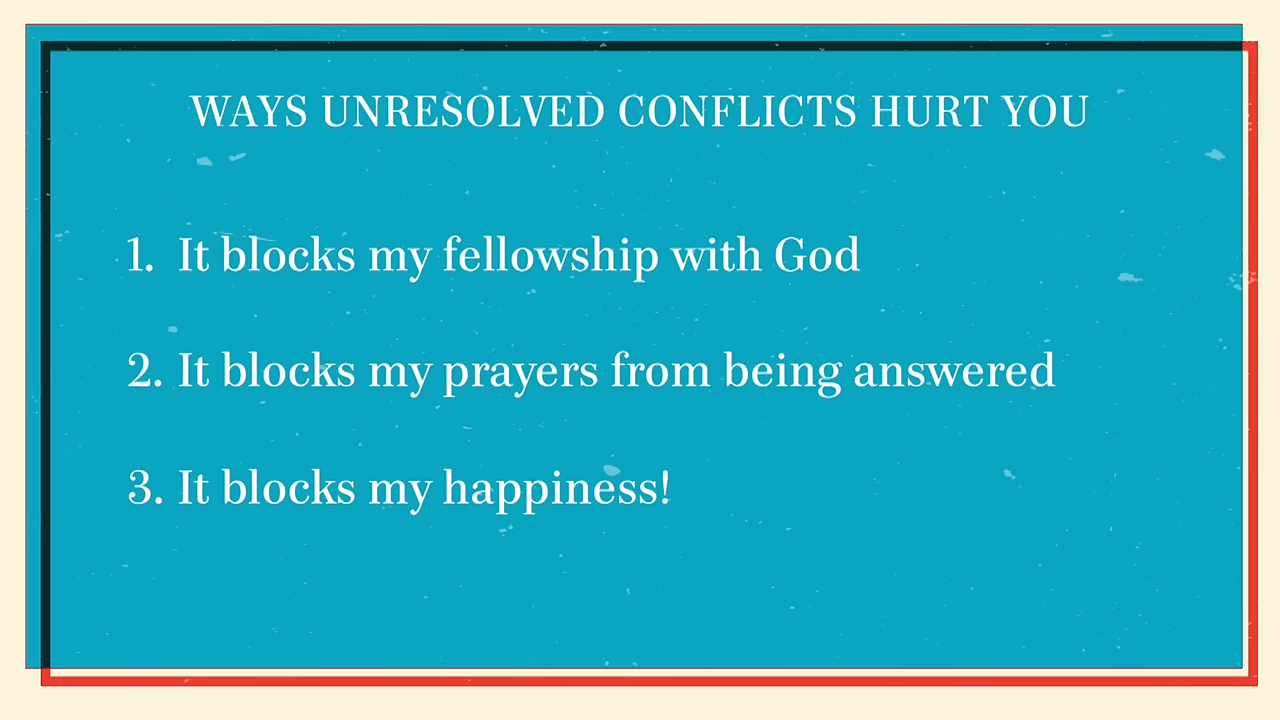 WAYS UNRESOLVED CONFLICTS HURT YOU
1. It blocks my fellowship with God
2. It blocks my prayers from being answered
3. It blocks my happiness!